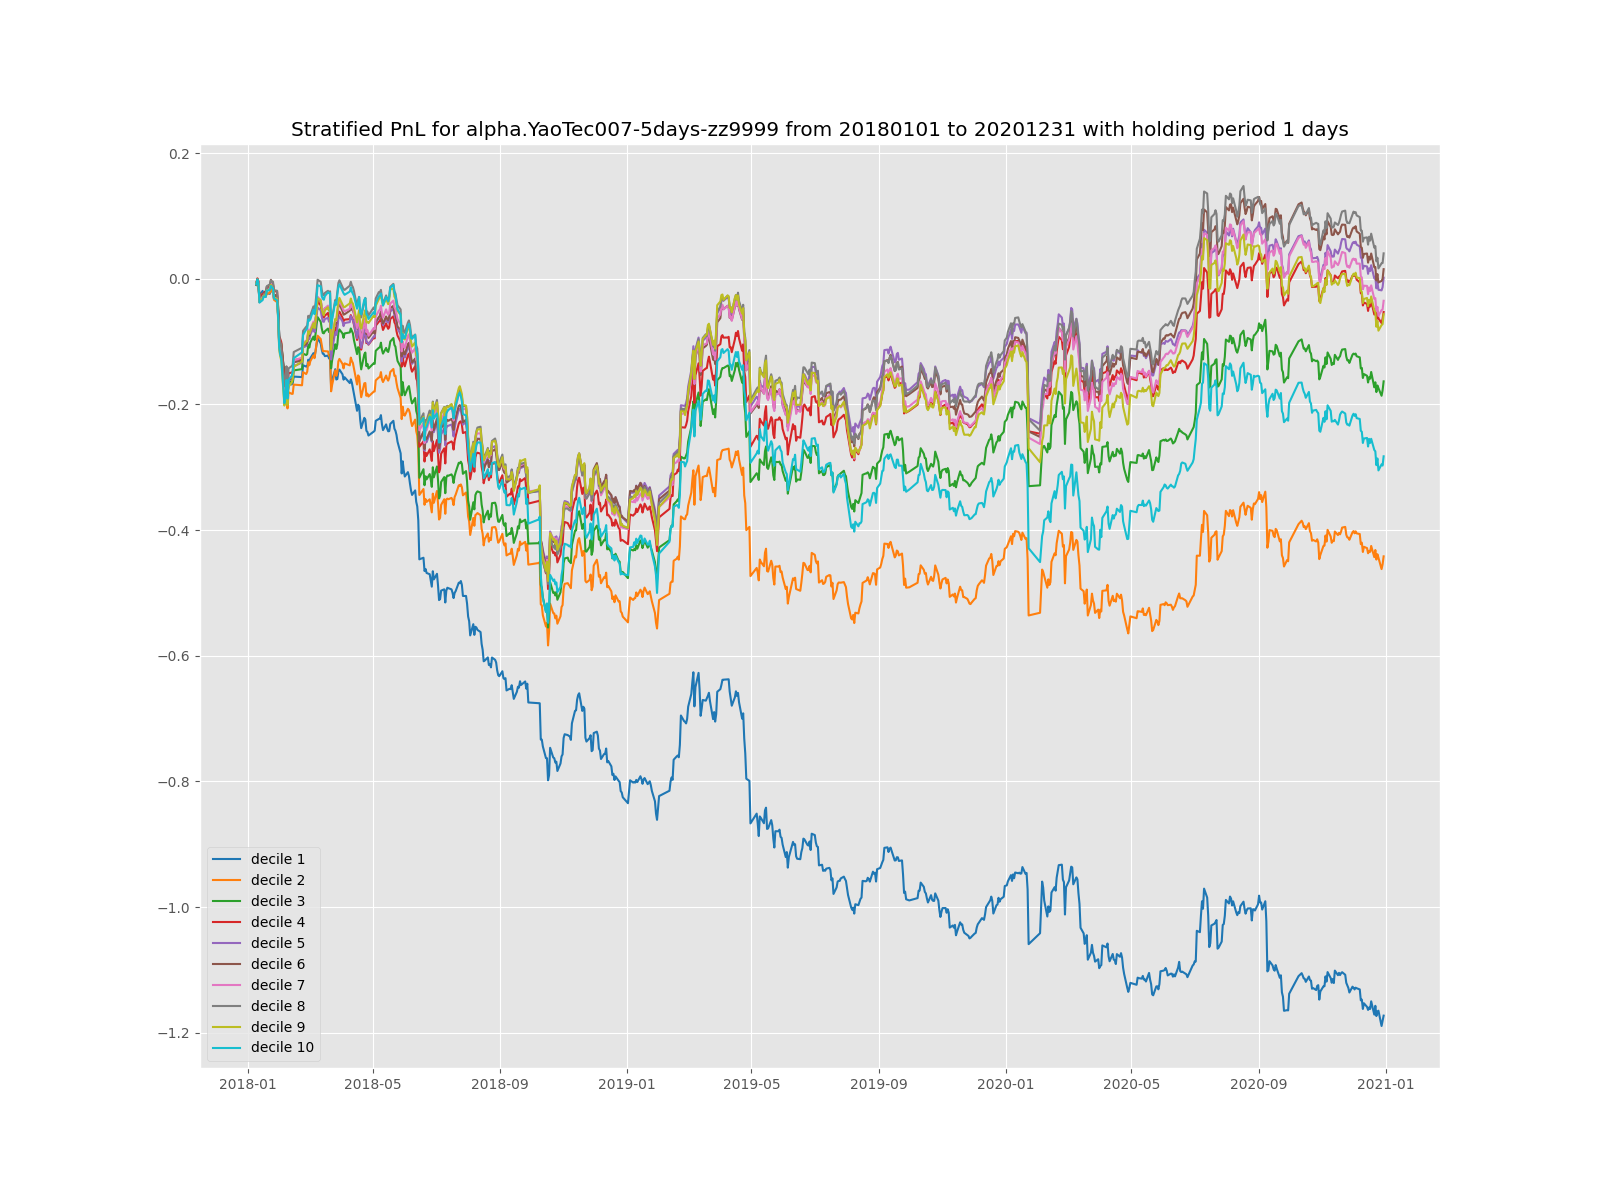 Stratified PnL for alpha.YaoTec007-5days-zz9999 from 20180101 to 20201231 with holding period 1 days
0.2
0.0
−0.2
−0.4
−0.6
−0.8
−1.0
−1.2
decile 1
decile 2
decile 3
decile 4
decile 5
decile 6
decile 7
decile 8
decile 9
decile 10
2018-01 2018-05 2018-09 2019-01 2019-05 2019-09 2020-01 2020-05 2020-09 2021-01